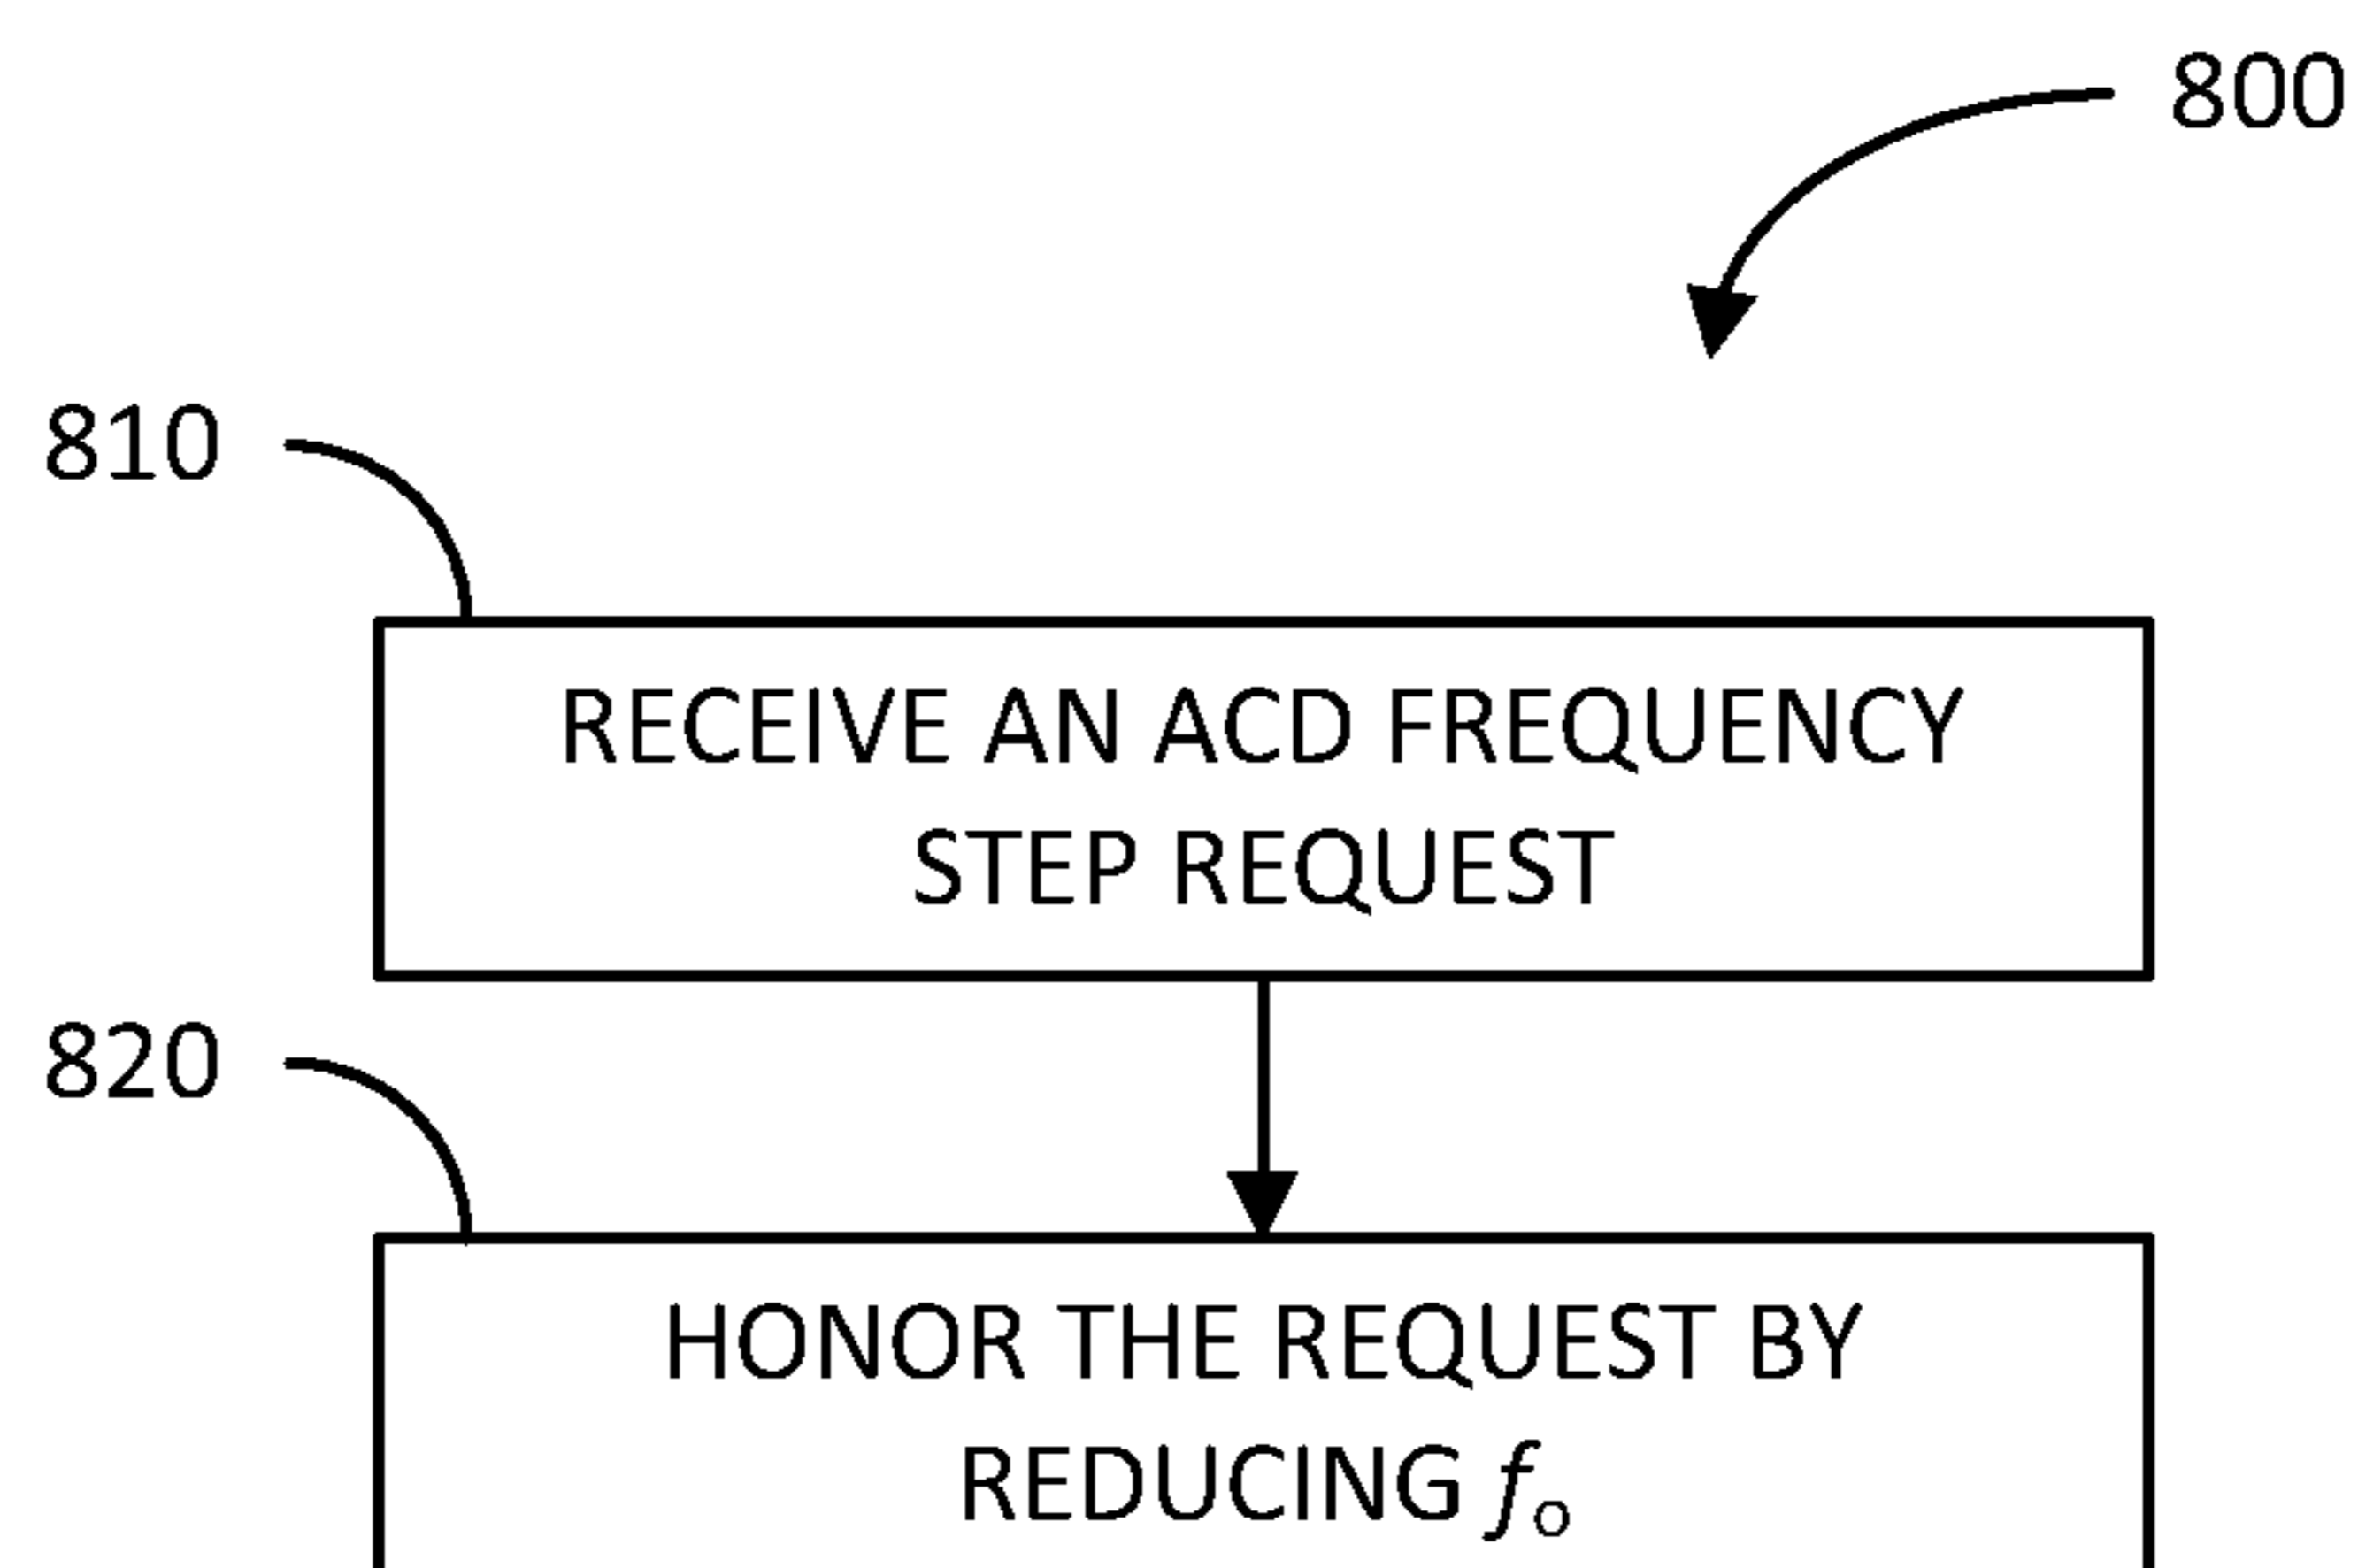 800
810
RECEIVE AN ACD FREQUENCY
STEP REQUEST
820
HONOR THE REQUEST BY
REDUCING fo